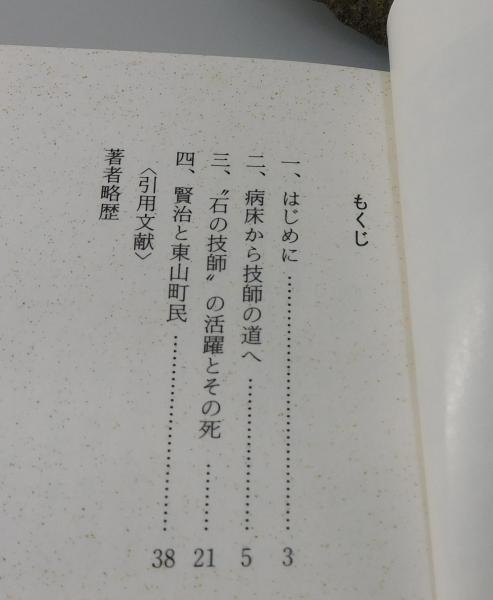 もくじ
一、はじめに……………………………3
二、病床から技師の道へ………………5
三、〝石の技師〟の活躍とその死………21
四、賢治と東山町民……………………38
〈引用文献〉
著者略歴